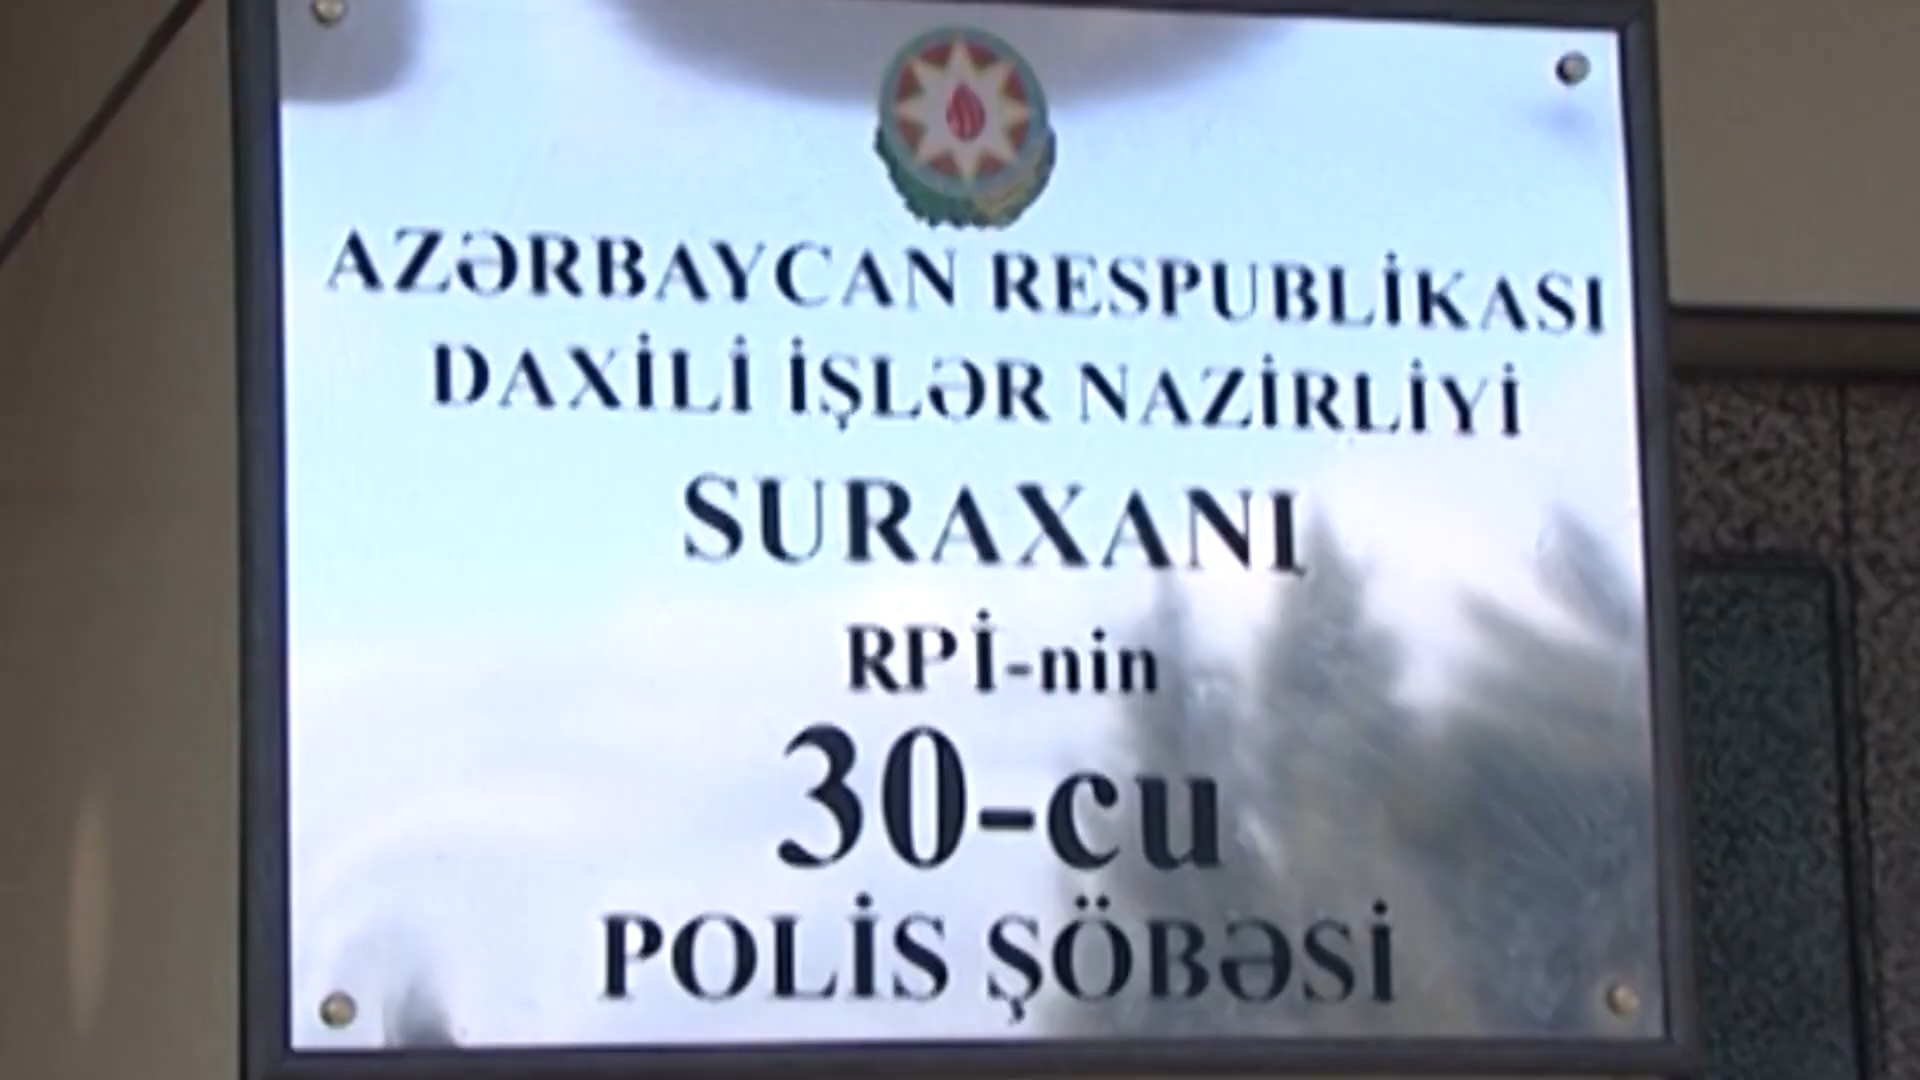 AZƏRBAYCAN RESPUBLİKASI
DAXİLİ İŞLƏR NAZİRLİYİ
SURAXANI
RPİ-nin
30-cu
POLİS ŞÖBƏSİ